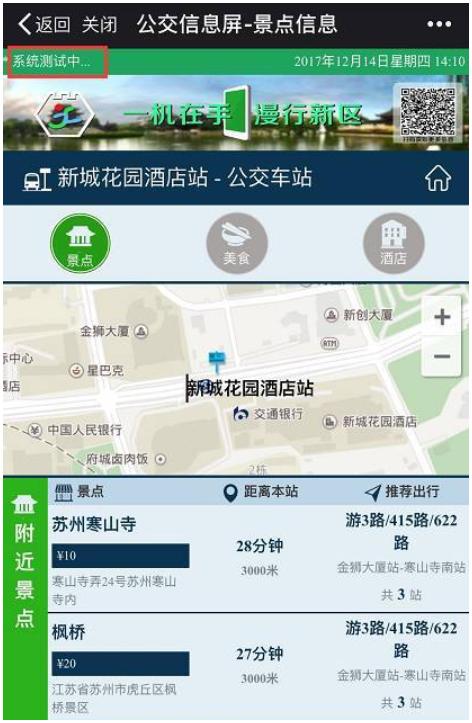 返回 关闭 公交信息屏-景点信息
系统测试中... 2017年12月14日星期四 14:10
一机在手 漫行新区
新城花园酒店站 - 公交车站
景点 美食 酒店
新创大厦
金狮大厦
ATM
中心
星巴克
酒店
新城花园酒店站
交通银行
新城花园酒店
中国人民银行
府城卤肉饭
2栋
附近景点
景点 距离本站 推荐出行
苏州寒山寺
¥10
寒山寺弄24号苏州寒山
寺内
28分钟
3000米
游3路/415路/622
路
金狮大厦站-寒山寺南站
共 3 站
枫桥
¥20
江苏省苏州市虎丘区枫
桥景区
27分钟
3000米
游3路/415路/622
路
金狮大厦站-寒山寺南站
共 3 站